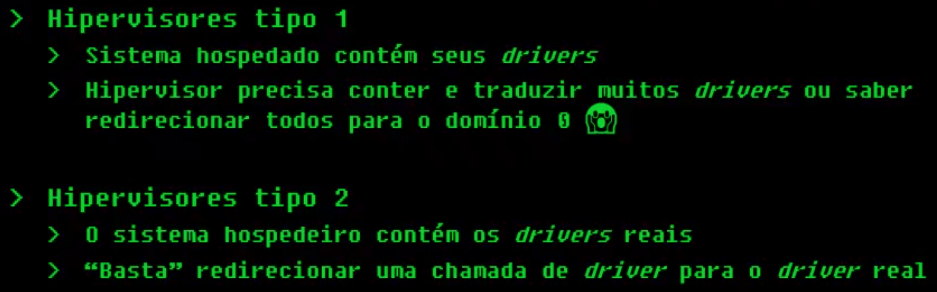 > Hipervisores tipo 1
> Sistema hospedado contém seus drivers
> Hipervisor precisa conter e traduzir muitos drivers ou saber
redirecionar todos para o domínio 0 😱
> Hipervisores tipo 2
> O sistema hospedeiro contém os drivers reais
> “Basta” redirecionar uma chamada de driver para o driver real